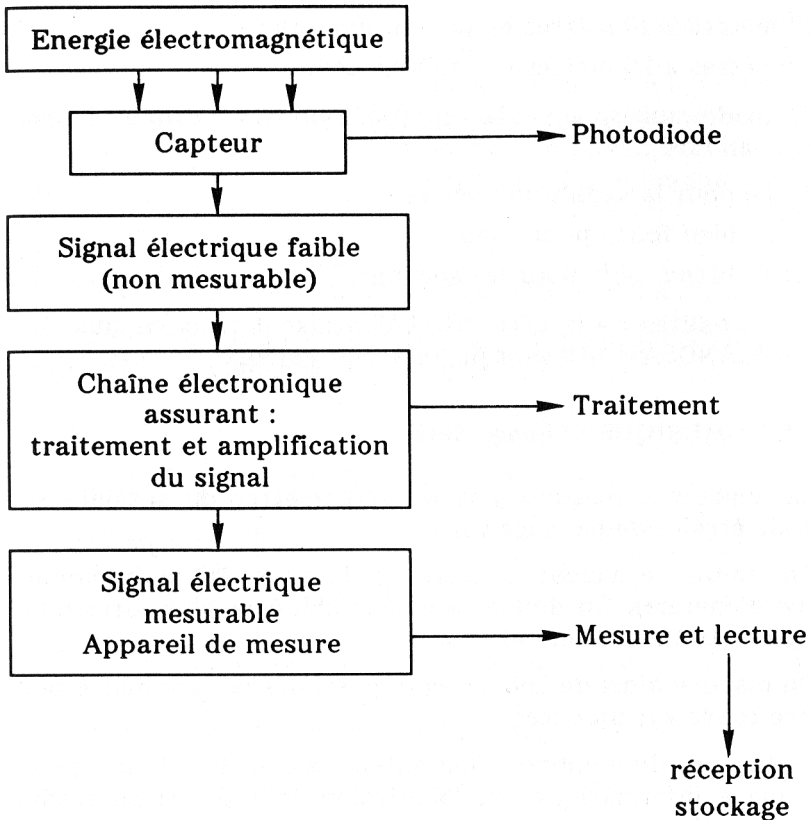 Energie électromagnétique
Capteur
Photodiode
Signal électrique faible
(non mesurable)
Chaîne électronique
assurant :
traitement et amplification
du signal
Traitement
Signal électrique
mesurable
Appareil de mesure
Mesure et lecture
réception
stockage